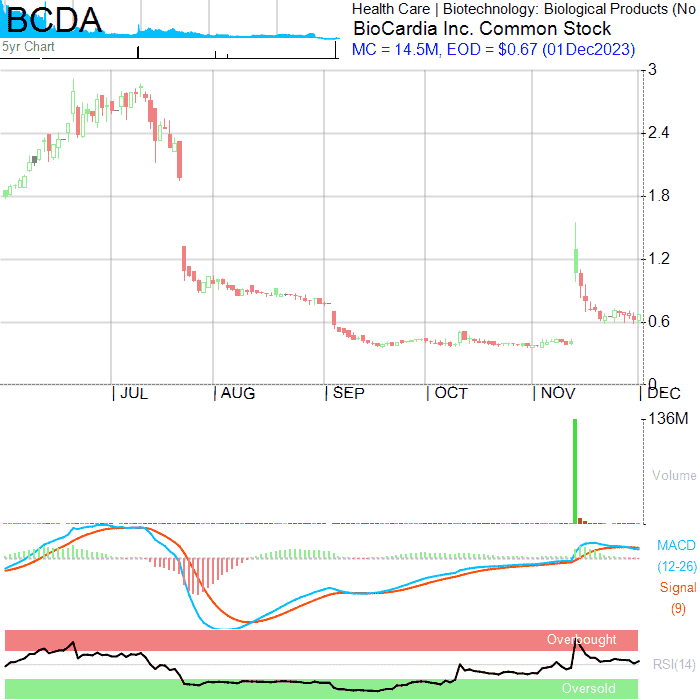 BCDA
5yr Chart
Health Care | Biotechnology: Biological Products (No
BioCardia Inc. Common Stock
MC = 14.5M, EOD = $0.67 (01Dec2023)
3
2.4
1.8
1.2
0.6
0
JUL AUG SEP OCT NOV DEC
136M
Volume
MACD
(12-26)
Signal
(9)
Overbought
RSI(14)
Oversold